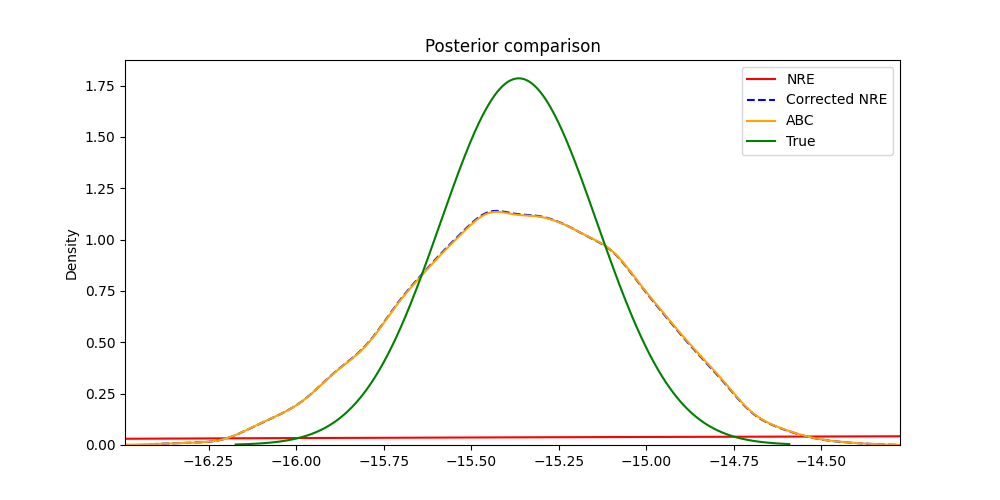 Posterior comparison
NRE
Corrected NRE
ABC
True
Density
1.75
1.50
1.25
1.00
0.75
0.50
0.25
0.00
−16.25 −16.00 −15.75 −15.50 −15.25 −15.00 −14.75 −14.50